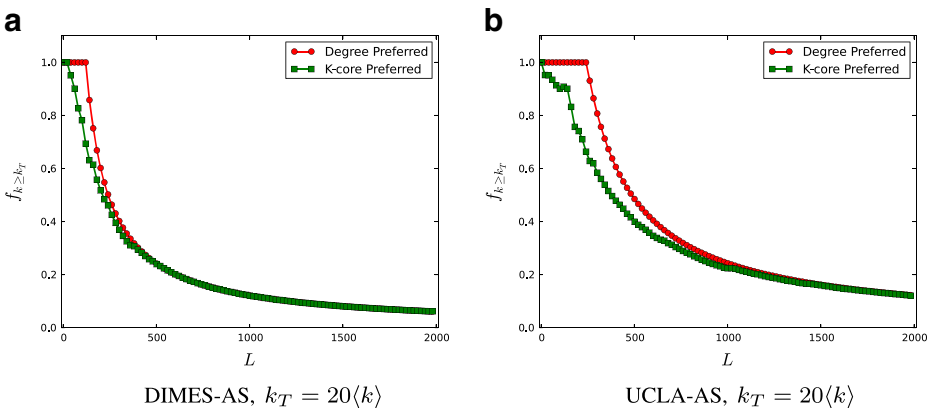 a
b
Degree Preferred
K-core Preferred
1.0
0.8
0.6
0.4
0.2
0.0
f_{k≥k_T}
0 500 1000 1500 2000
L
Degree Preferred
K-core Preferred
1.0
0.8
0.6
0.4
0.2
0.0
f_{k≥k_T}
0 500 1000 1500 2000
L
DIMES-AS, k_T = 20⟨k⟩
UCLA-AS, k_T = 20⟨k⟩